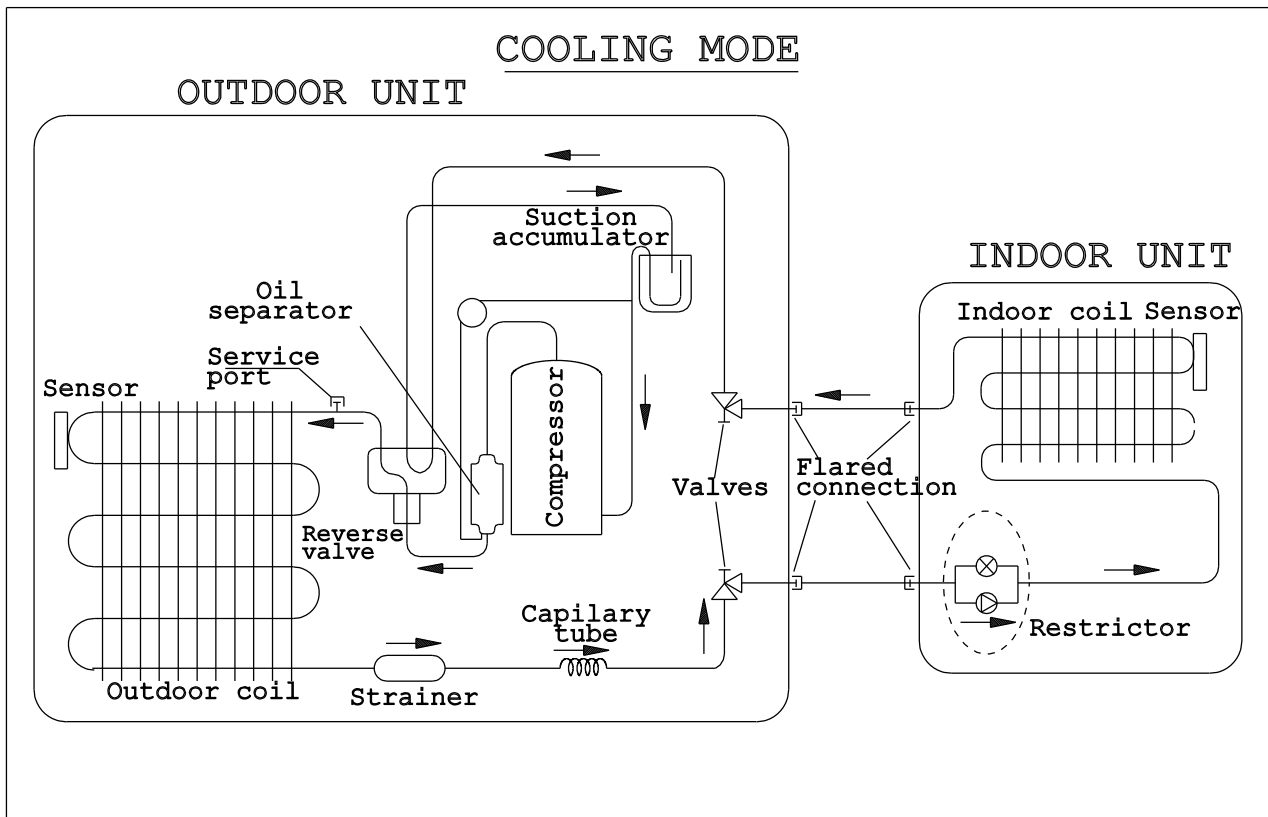 COOLING MODE
OUTDOOR UNIT
Suction
accumulator
INDOOR UNIT
Oil
separator
Indoor coil
Sensor
Service
port
Sensor
Compressor
Valves
Flared
connection
Reverse
valve
Capilary
tube
Restrictor
Outdoor coil
Strainer